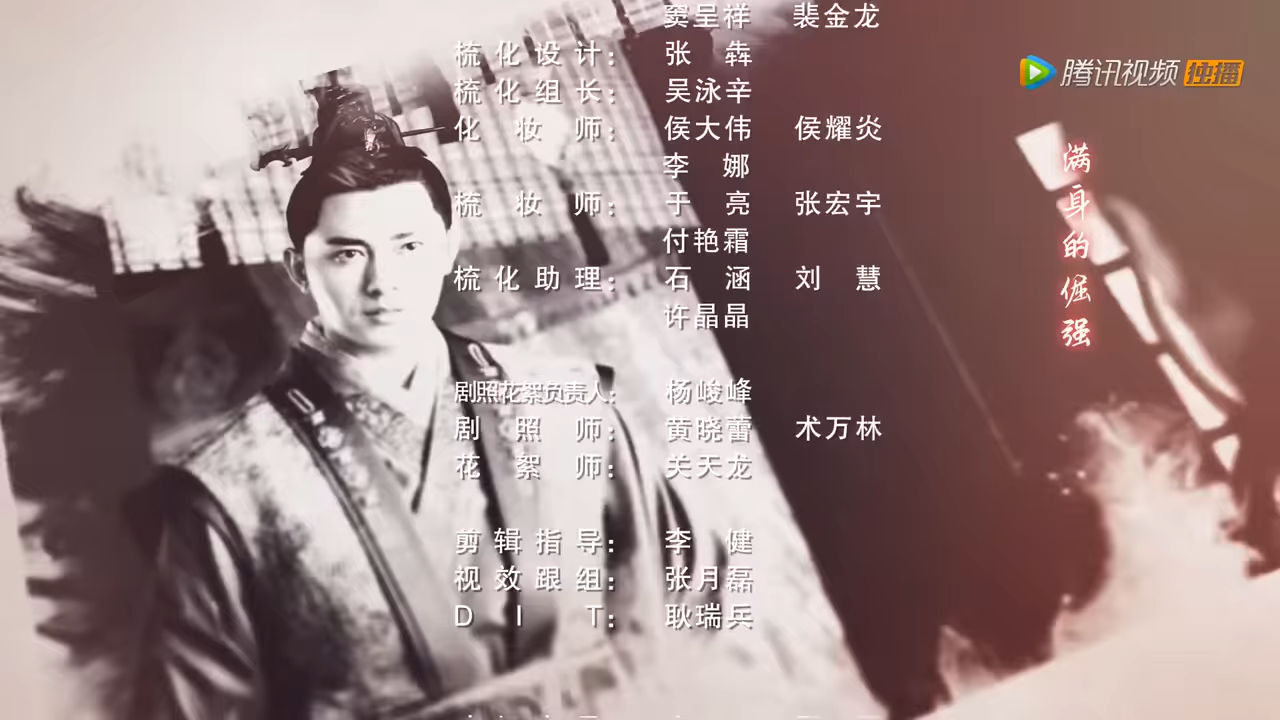 窦呈祥 裴金龙
梳化设计： 张犇
梳化组长： 吴泳辛
化妆师： 侯大伟 侯耀炎
李娜
梳妆师： 于亮 张宏宇
付艳霜
梳化助理： 石涵 刘慧
许晶晶
剧照花絮负责人： 杨峻峰
剧照师： 黄晓蕾 术万林
花絮师： 关天龙
剪辑指导： 李健
视效跟组： 张月磊
DIT： 耿瑞兵
腾讯视频 独播
满身的倔强